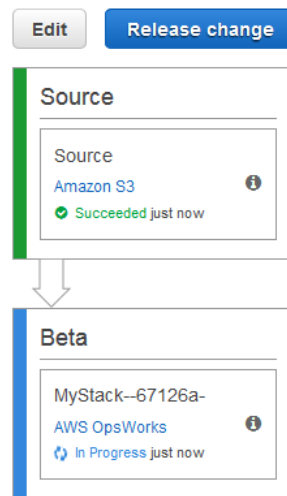 Edit Release change
Source
Source
Amazon S3
Succeeded just now
Beta
MyStack--67126a-
AWS OpsWorks
In Progress just now